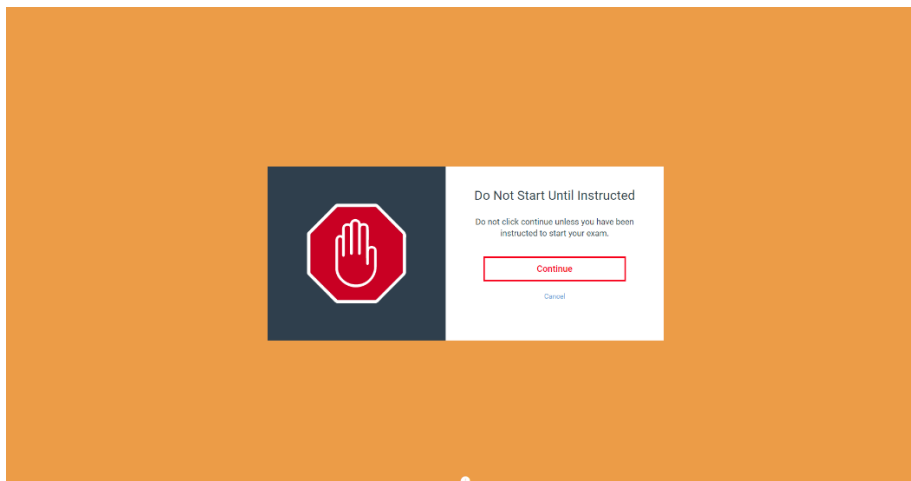 Do Not Start Until Instructed
Do not click continue unless you have been
instructed to start your exam.
Continue
Cancel